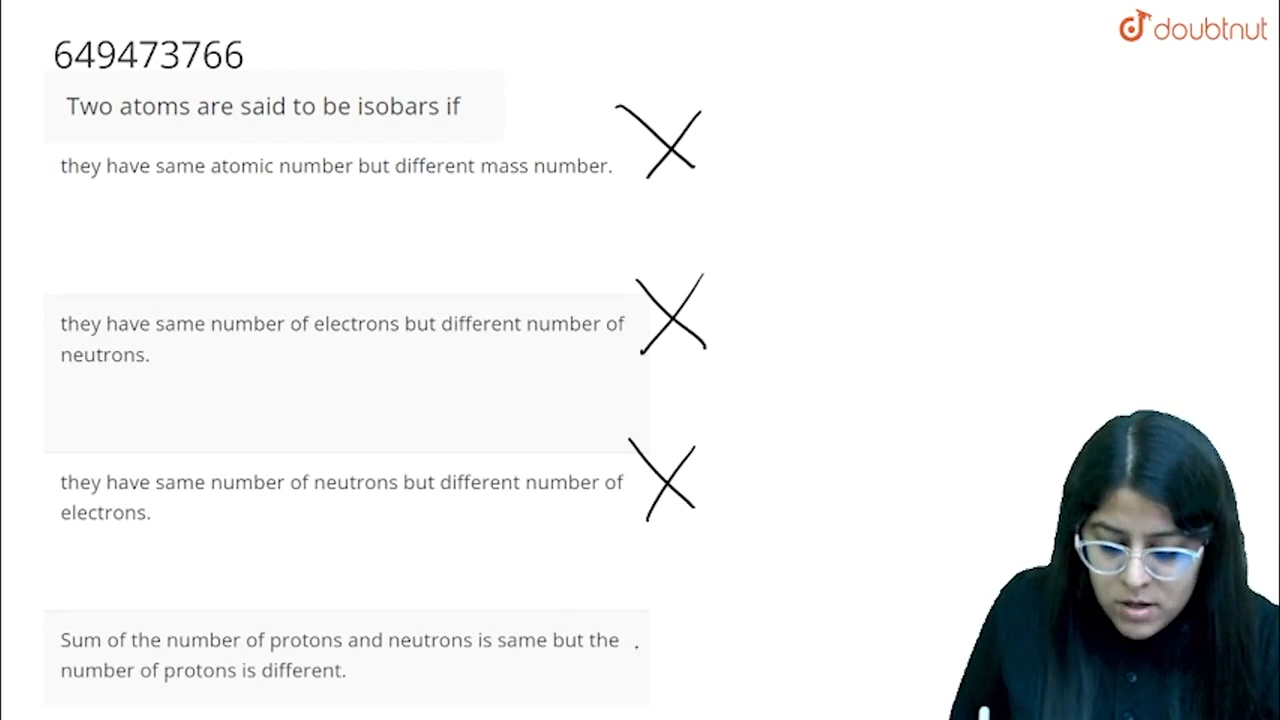 doubtnut
649473766
Two atoms are said to be isobars if
they have same atomic number but different mass number.
they have same number of electrons but different number of
neutrons.
they have same number of neutrons but different number of
electrons.
Sum of the number of protons and neutrons is same but the
number of protons is different.